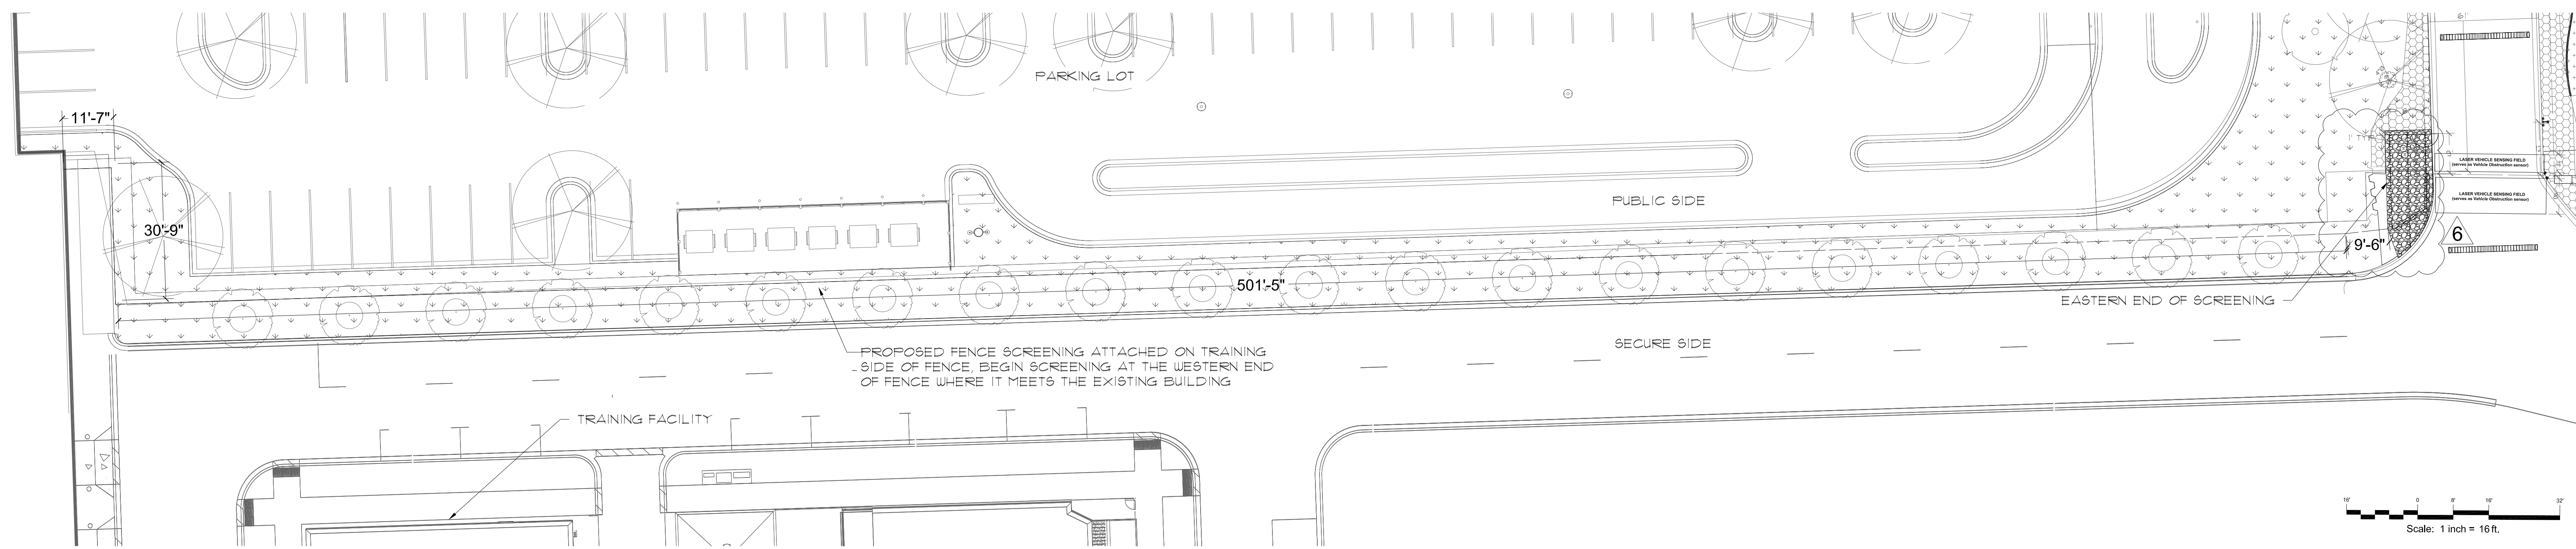 PARKING LOT
11'-7"
30'-9"
PUBLIC SIDE
1' TYP
LASER VEHICLE SENSING FIELD
(serves as Vehicle Obstruction sensor)
LASER VEHICLE SENSING FIELD
(serves as Vehicle Obstruction sensor)
6
9'-6"
501'-5"
EASTERN END OF SCREENING
SECURE SIDE
PROPOSED FENCE SCREENING ATTACHED ON TRAINING
SIDE OF FENCE, BEGIN SCREENING AT THE WESTERN END
OF FENCE WHERE IT MEETS THE EXISTING BUILDING
TRAINING FACILITY
16' 0 8' 16' 32'
Scale: 1 inch = 16 ft.